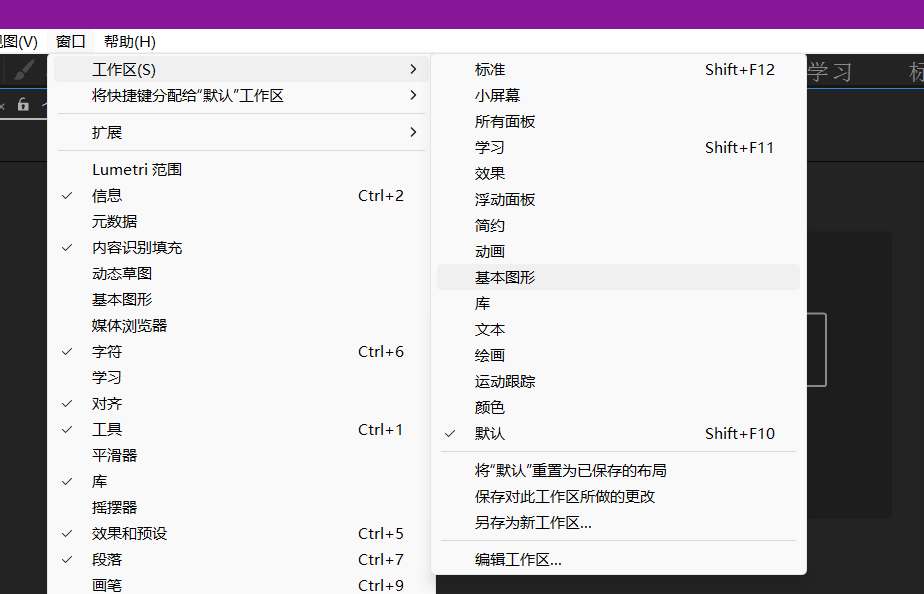 图(V) 窗口 帮助(H)
工作区(S)
将快捷键分配给“默认”工作区
扩展
Lumetri 范围
信息 Ctrl+2
元数据
内容识别填充
动态草图
基本图形
媒体浏览器
字符 Ctrl+6
学习
对齐
工具 Ctrl+1
平滑器
库
摇摆器
效果和预设 Ctrl+5
段落 Ctrl+7
画笔 Ctrl+9
标准 Shift+F12
小屏幕
所有面板
学习 Shift+F11
效果
浮动面板
简约
动画
基本图形
库
文本
绘画
运动跟踪
颜色
默认 Shift+F10
将“默认”重置为已保存的布局
保存对此工作区所做的更改
另存为新工作区...
编辑工作区...
学习